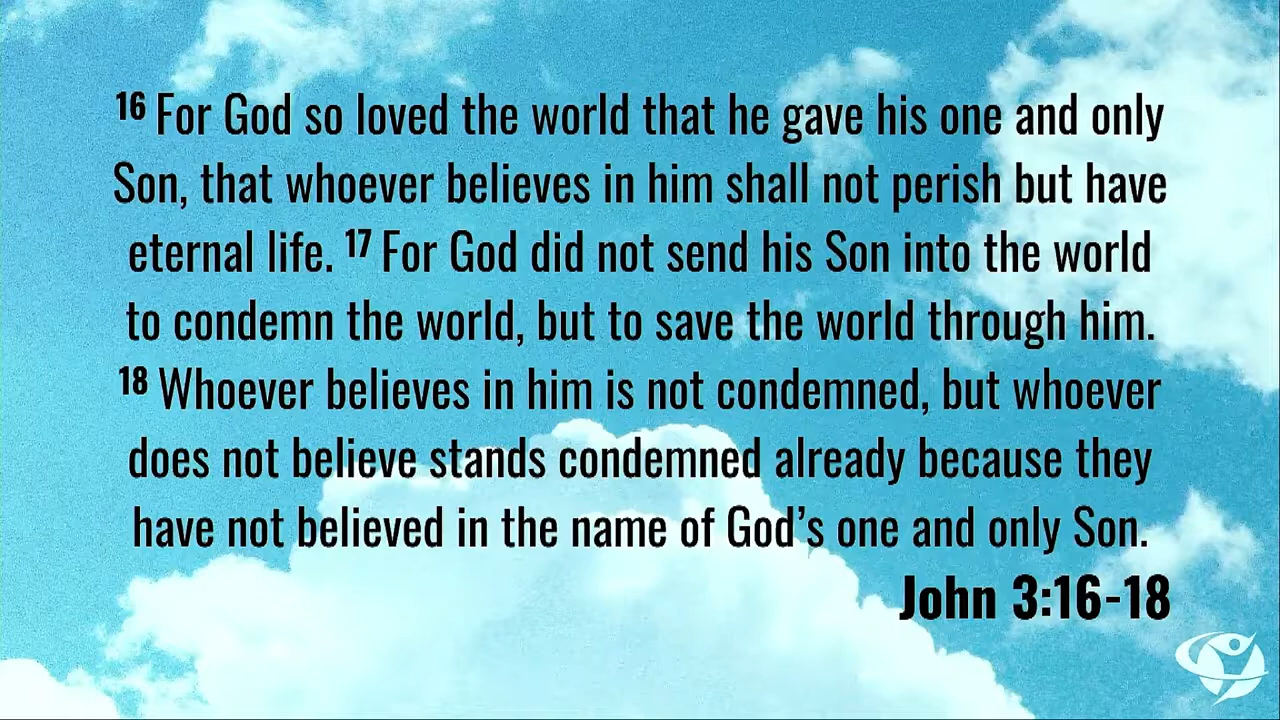 16 For God so loved the world that he gave his one and only
Son, that whoever believes in him shall not perish but have
eternal life. 17 For God did not send his Son into the world
to condemn the world, but to save the world through him.
18 Whoever believes in him is not condemned, but whoever
does not believe stands condemned already because they
have not believed in the name of God’s one and only Son.
John 3:16-18